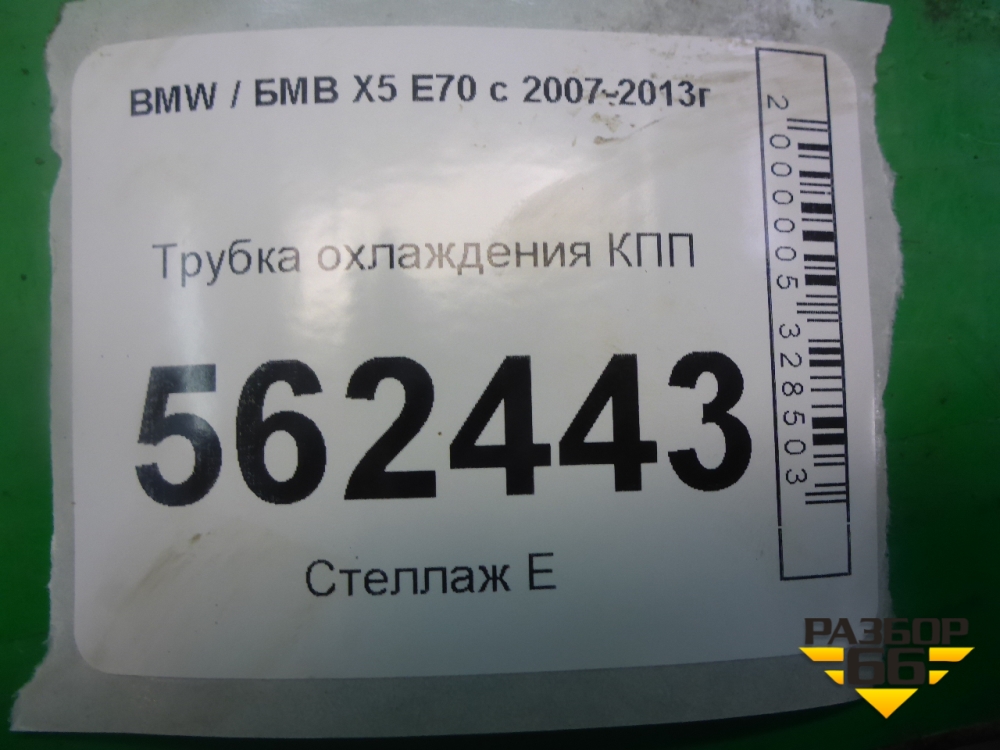 BMW / БМВ X5 E70 с 2007-2013г
Трубка охлаждения КПП
562443
Стеллаж Е
2000005328503
РАЗБОР
66